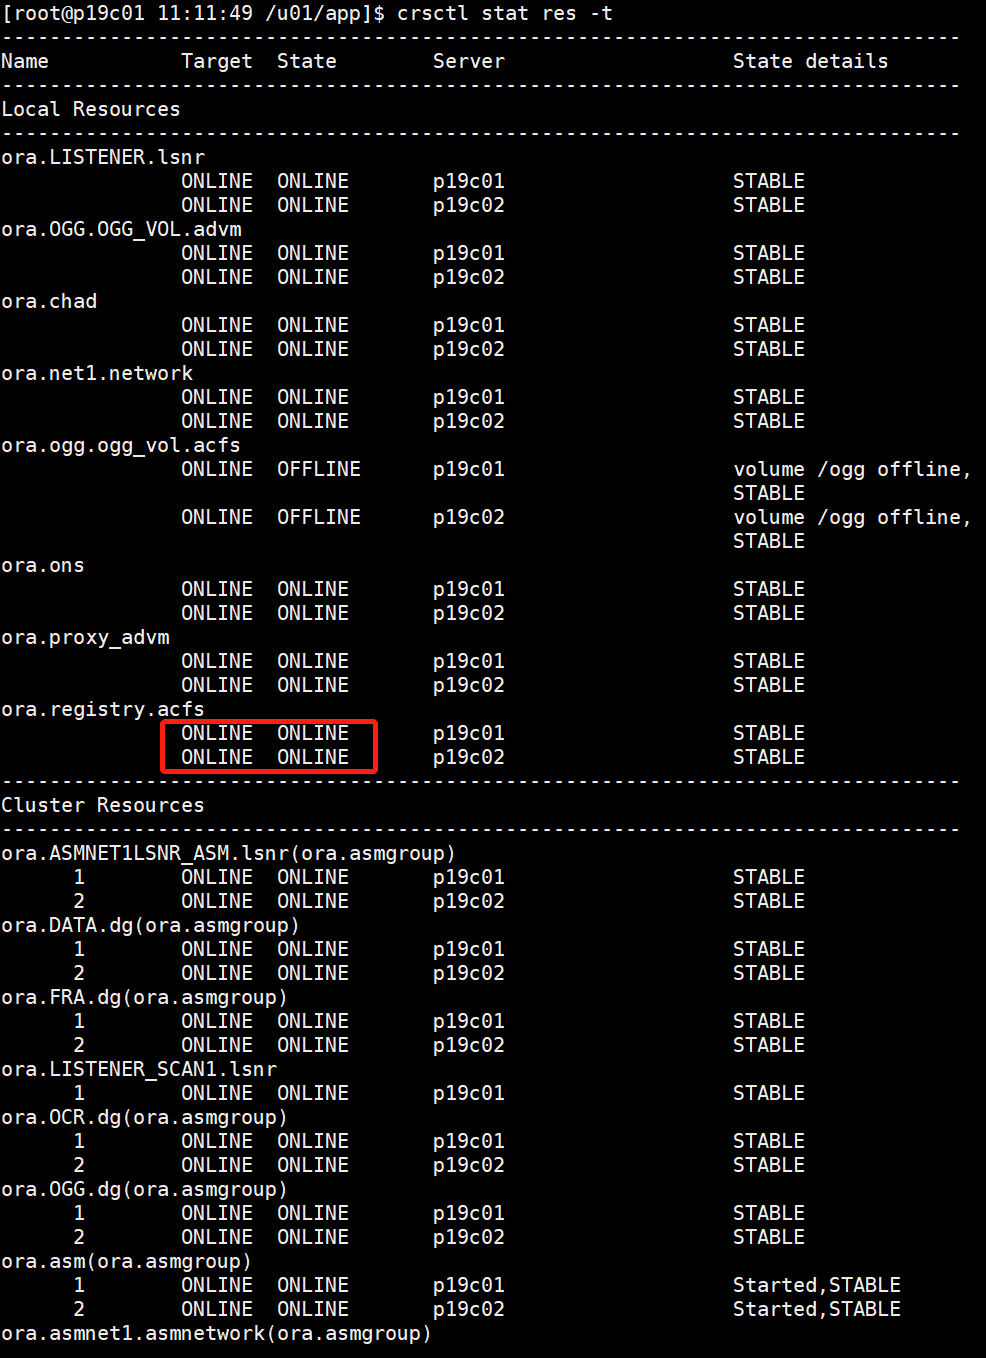 [root@p19c01 11:11:49 /u01/app]$ crsctl stat res -t
--------------------------------------------------------------------------------
Name           Target  State        Server                   State details
--------------------------------------------------------------------------------
Local Resources
--------------------------------------------------------------------------------
ora.LISTENER.lsnr
               ONLINE  ONLINE       p19c01                   STABLE
               ONLINE  ONLINE       p19c02                   STABLE
ora.OGG.OGG_VOL.advm
               ONLINE  ONLINE       p19c01                   STABLE
               ONLINE  ONLINE       p19c02                   STABLE
ora.chad
               ONLINE  ONLINE       p19c01                   STABLE
               ONLINE  ONLINE       p19c02                   STABLE
ora.net1.network
               ONLINE  ONLINE       p19c01                   STABLE
               ONLINE  ONLINE       p19c02                   STABLE
ora.ogg.ogg_vol.acfs
               ONLINE  OFFLINE      p19c01                   volume /ogg offline,
                                                             STABLE
               ONLINE  OFFLINE      p19c02                   volume /ogg offline,
                                                             STABLE
ora.ons
               ONLINE  ONLINE       p19c01                   STABLE
               ONLINE  ONLINE       p19c02                   STABLE
ora.proxy_advm
               ONLINE  ONLINE       p19c01                   STABLE
               ONLINE  ONLINE       p19c02                   STABLE
ora.registry.acfs
               ONLINE  ONLINE       p19c01                   STABLE
               ONLINE  ONLINE       p19c02                   STABLE
--------------------------------------------------------------------------------
Cluster Resources
--------------------------------------------------------------------------------
ora.ASMNET1LSNR_ASM.lsnr(ora.asmgroup)
      1        ONLINE  ONLINE       p19c01                   STABLE
      2        ONLINE  ONLINE       p19c02                   STABLE
ora.DATA.dg(ora.asmgroup)
      1        ONLINE  ONLINE       p19c01                   STABLE
      2        ONLINE  ONLINE       p19c02                   STABLE
ora.FRA.dg(ora.asmgroup)
      1        ONLINE  ONLINE       p19c01                   STABLE
      2        ONLINE  ONLINE       p19c02                   STABLE
ora.LISTENER_SCAN1.lsnr
      1        ONLINE  ONLINE       p19c01                   STABLE
ora.OCR.dg(ora.asmgroup)
      1        ONLINE  ONLINE       p19c01                   STABLE
      2        ONLINE  ONLINE       p19c02                   STABLE
ora.OGG.dg(ora.asmgroup)
      1        ONLINE  ONLINE       p19c01                   STABLE
      2        ONLINE  ONLINE       p19c02                   STABLE
ora.asm(ora.asmgroup)
      1        ONLINE  ONLINE       p19c01                   Started,STABLE
      2        ONLINE  ONLINE       p19c02                   Started,STABLE
ora.asmnet1.asmnetwork(ora.asmgroup)